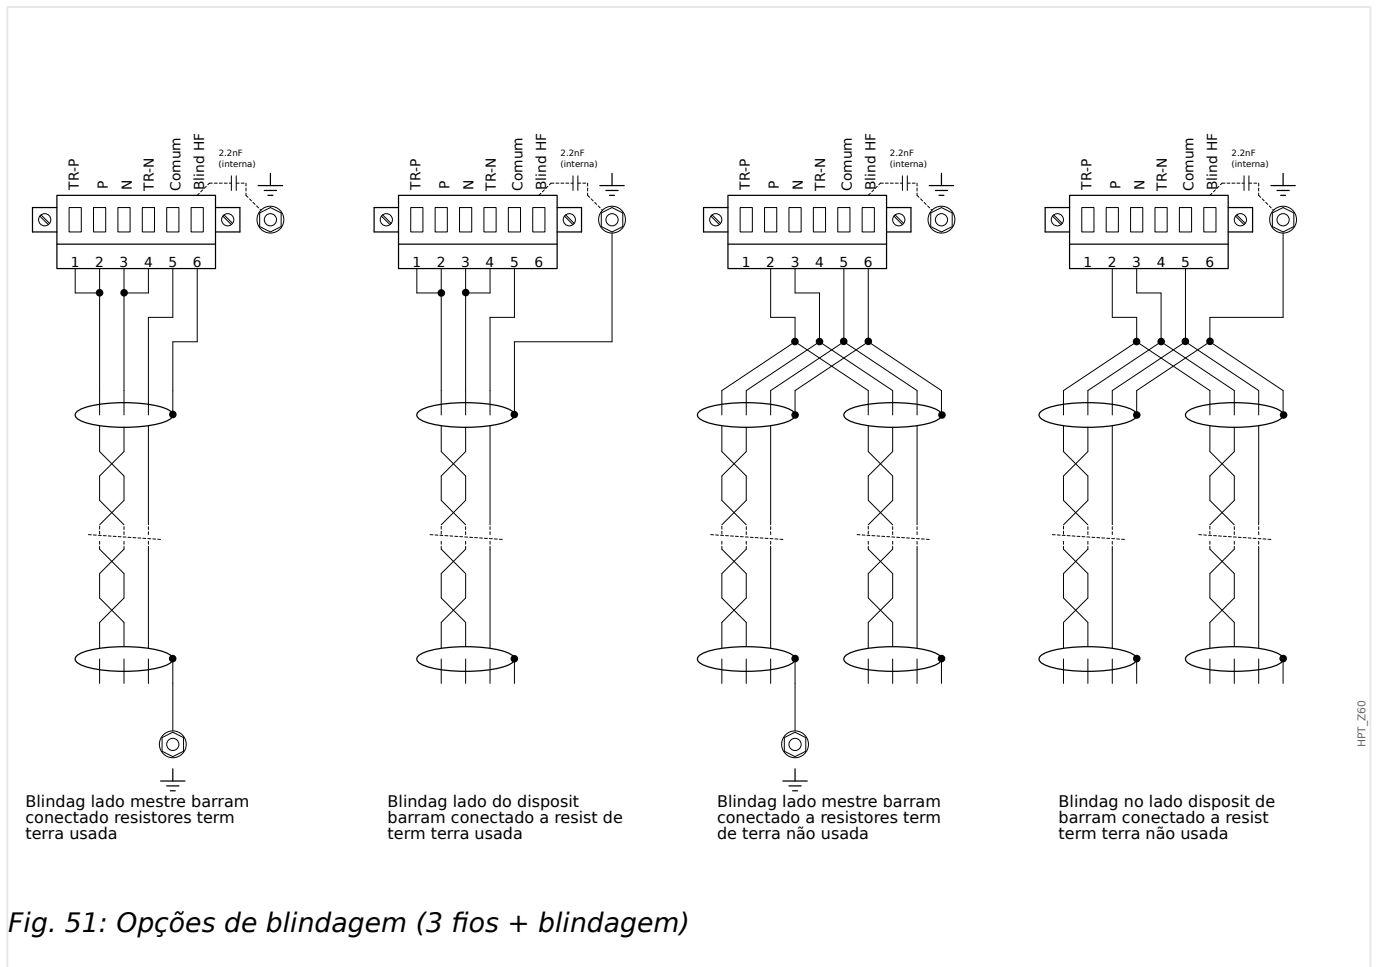 TR-P
P
N
TR-N
Comum
Blind HF
2.2nF
(interna)
1 2 3 4 5 6
TR-P
P
N
TR-N
Comum
Blind HF
2.2nF
(interna)
1 2 3 4 5 6
TR-P
P
N
TR-N
Comum
Blind HF
2.2nF
(interna)
1 2 3 4 5 6
TR-P
P
N
TR-N
Comum
Blind HF
2.2nF
(interna)
1 2 3 4 5 6
HPT_Z60
Blindag lado mestre barram
conectado resistores term
terra usada
Blindag lado do disposit
barram conectado a resist de
term terra usada
Blindag lado mestre barram
conectado a resistores term
de terra não usada
Blindag no lado disposit de
barram conectado a resist
term terra não usada
Fig. 51: Opções de blindagem (3 fios + blindagem)